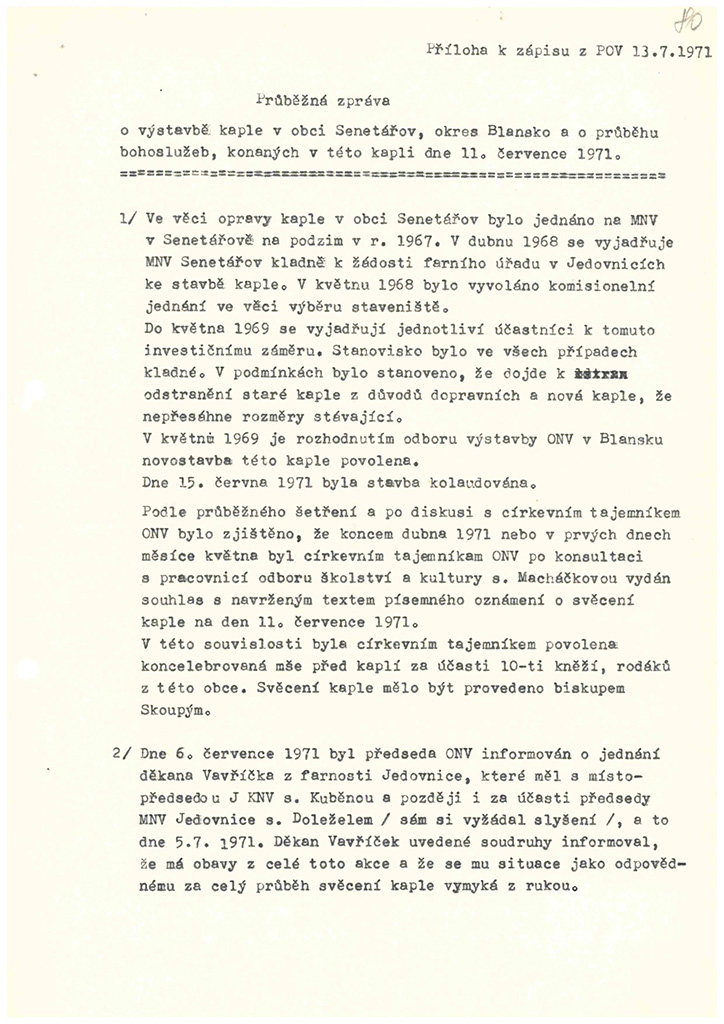 80
Příloha k zápisu z POV 13.7.1971
Průběžná zpráva
o výstavbě kaple v obci Senetářov, okres Blansko a o průběhu
bohoslužeb, konaných v této kapli dne 11. července 1971.
==============================================================
1/ Ve věci opravy kaple v obci Senetářov bylo jednáno na MNV
v Senetářově na podzim v r. 1967. V dubnu 1968 se vyjadřuje
MNV Senetářov kladně k žádosti farního úřadu v Jedovnicích
ke stavbě kaple. V květnu 1968 bylo vyvoláno komisionelní
jednání ve věci výběru staveniště.
Do května 1969 se vyjadřují jednotliví účastníci k tomuto
investičnímu záměru. Stanovisko bylo ve všech případech
kladné. V podmínkách bylo stanoveno, že dojde k
odstranění staré kaple z důvodů dopravních a nová kaple, že
nepřesáhne rozměry stávající.
V květnu 1969 je rozhodnutím odboru výstavby ONV v Blansku
novostavba této kaple povolena.
Dne 15. června 1971 byla stavba kolaudována.
Podle průběžného šetření a po diskusi s církevním tajemníkem
ONV bylo zjištěno, že koncem dubna 1971 nebo v prvých dnech
měsíce května byl církevním tajemníkam ONV po konsultaci
s pracovnicí odboru školství a kultury s. Macháčkovou vydán
souhlas s navrženým textem písemného oznámení o svěcení
kaple na den 11. července 1971.
V této souvislosti byla církevním tajemníkem povolena
koncelebrovaná mše před kaplí za účasti 10-ti kněží, rodáků
z této obce. Svěcení kaple mělo být provedeno biskupem
Skoupým.
2/ Dne 6. července 1971 byl předseda ONV informován o jednání
děkana Vavříčka z farnosti Jedovnice, které měl s místo-
předsedou J KNV s. Kuběnou a později i za účasti předsedy
MNV Jedovnice s. Doleželem / sám si vyžádal slyšení /, a to
dne 5.7. 1971. Děkan Vavříček uvedené soudruhy informoval,
že má obavy z celé toto akce a že se mu situace jako odpověd-
nému za celý průběh svěcení kaple vymyká z rukou.